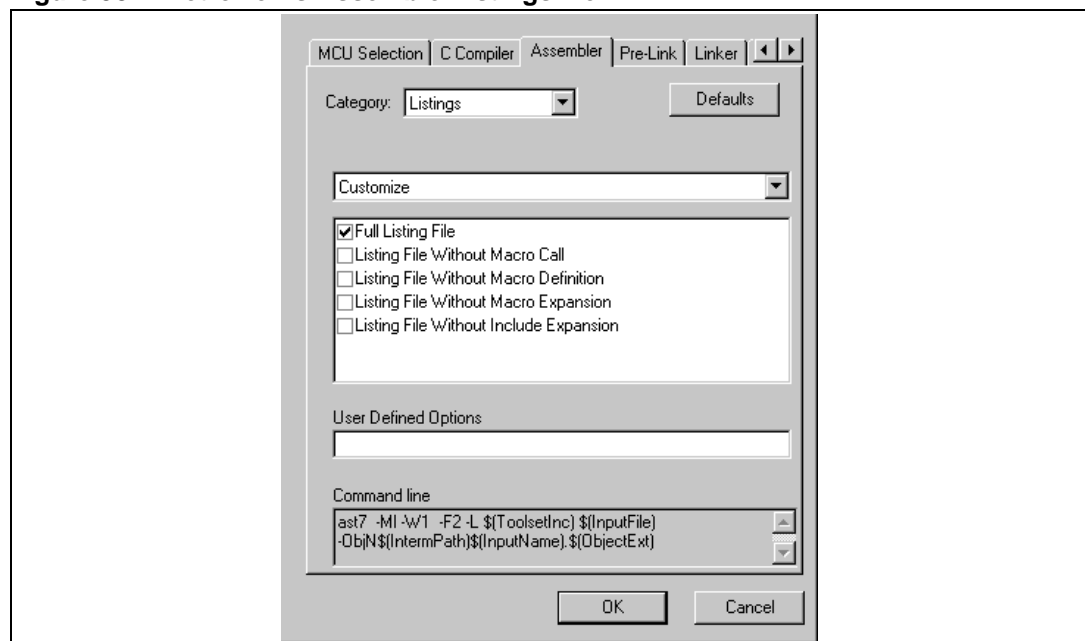 MCU Selection C Compiler Assembler Pre-Link Linker
Category: Listings Defaults
Customize
Full Listing File
Listing File Without Macro Call
Listing File Without Macro Definition
Listing File Without Macro Expansion
Listing File Without Include Expansion
User Defined Options
Command line
ast7 -MI -W1 -F2 -L $(ToolsetInc) $(InputFile)
-ObjN$(IntermPath)$(InputName).$(ObjectExt)
OK Cancel